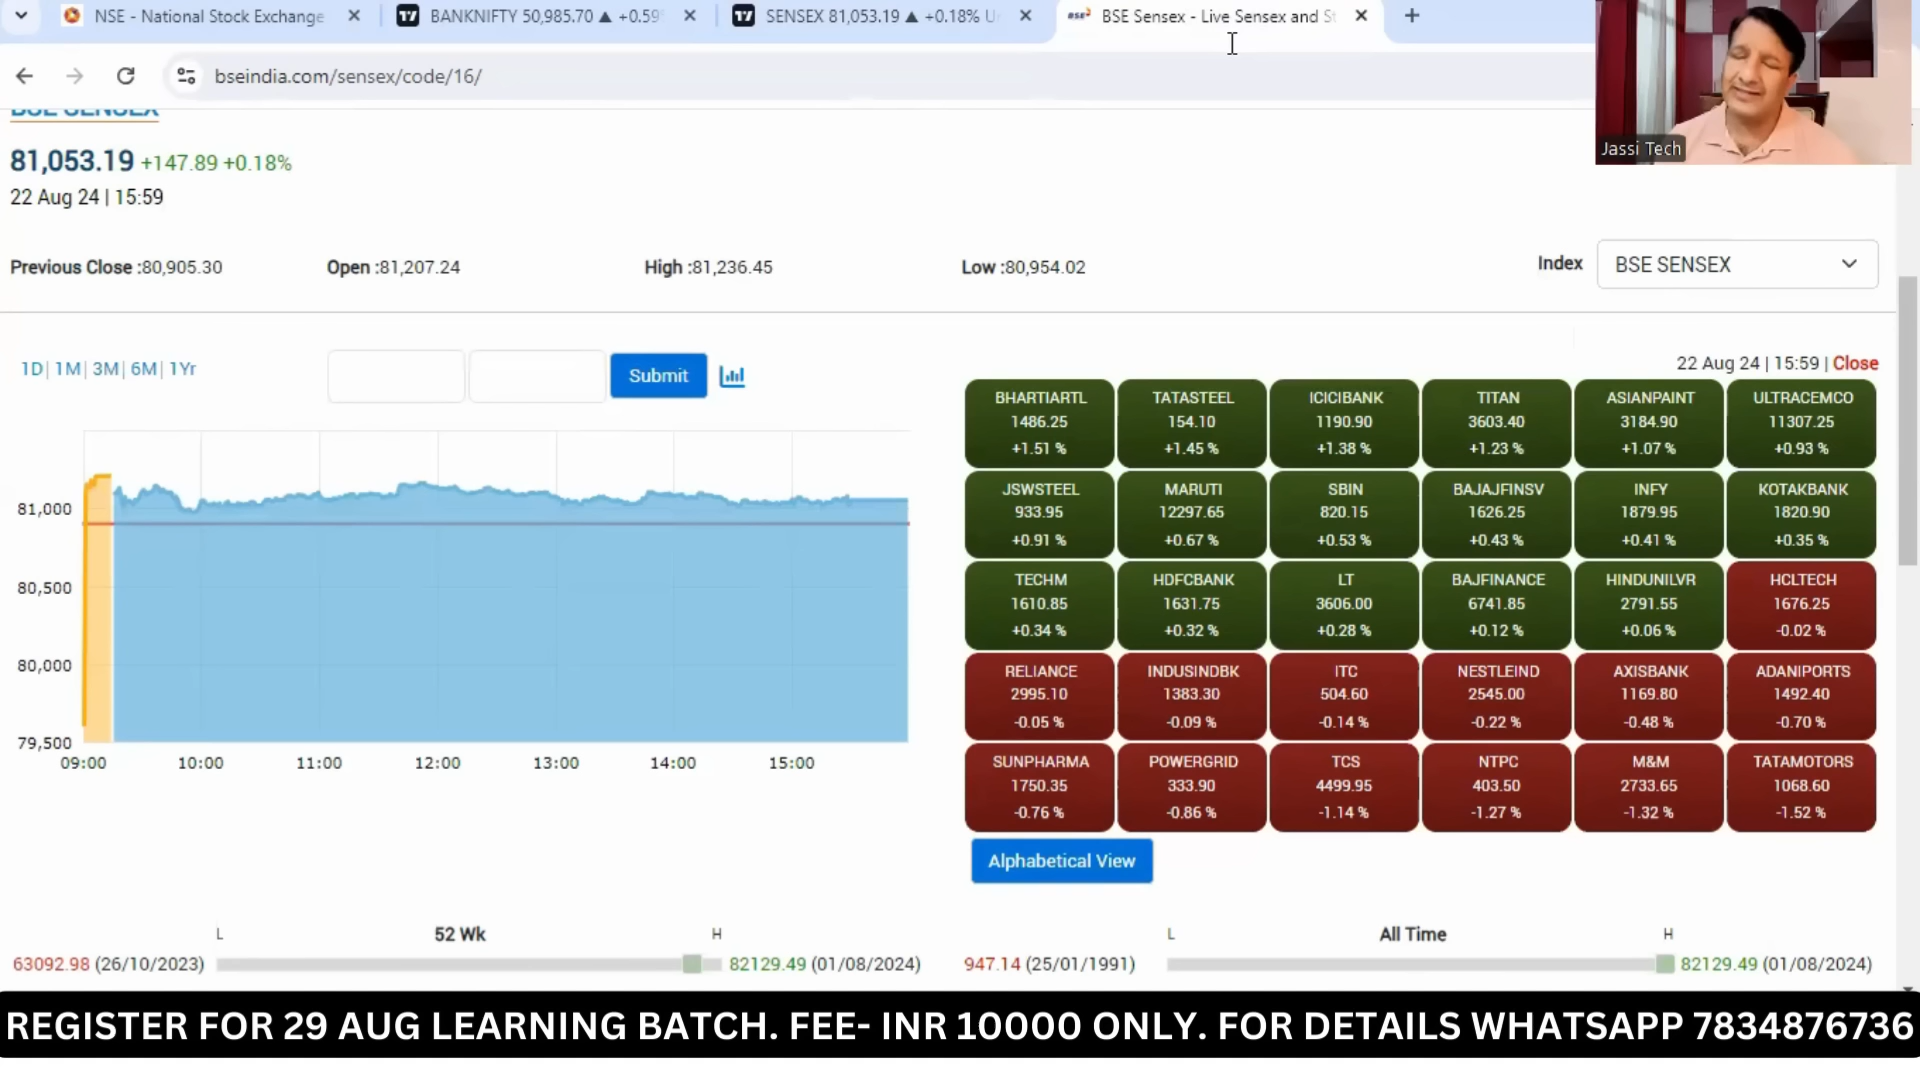 NSE - National Stock Exchange
BANKNIFTY 50,985.70 ▲ +0.59
SENSEX 81,053.19 ▲ +0.18% U
BSE Sensex - Live Sensex and St
bseindia.com/sensex/code/16/
Jassi Tech
BSE SENSEX
81,053.19 +147.89 +0.18%
22 Aug 24 | 15:59
Previous Close :80,905.30 Open :81,207.24 High :81,236.45 Low :80,954.02
Index BSE SENSEX
1D| 1M| 3M| 6M| 1Yr
Submit
22 Aug 24 | 15:59 | Close
81,000
80,500
80,000
79,500
09:00 10:00 11:00 12:00 13:00 14:00 15:00
BHARTIARTL TATASTEEL ICICIBANK TITAN ASIANPAINT ULTRACEMCO
1486.25 154.10 1190.90 3603.40 3184.90 11307.25
+1.51 % +1.45 % +1.38 % +1.23 % +1.07 % +0.93 %
JSWSTEEL MARUTI SBIN BAJAJFINSV INFY KOTAKBANK
933.95 12297.65 820.15 1626.25 1879.95 1820.90
+0.91 % +0.67 % +0.53 % +0.43 % +0.41 % +0.35 %
TECHM HDFCBANK LT BAJFINANCE HINDUNILVR HCLTECH
1610.85 1631.75 3606.00 6741.85 2791.55 1676.25
+0.34 % +0.32 % +0.28 % +0.12 % +0.06 % -0.02 %
RELIANCE INDUSINDBK ITC NESTLEIND AXISBANK ADANIPORTS
2995.10 1383.30 504.60 2545.00 1169.80 1492.40
-0.05 % -0.09 % -0.14 % -0.22 % -0.48 % -0.70 %
SUNPHARMA POWERGRID TCS NTPC M&M TATAMOTORS
1750.35 333.90 4499.95 403.50 2733.65 1068.60
-0.76 % -0.86 % -1.14 % -1.27 % -1.32 % -1.52 %
Alphabetical View
L 52 Wk H
63092.98 (26/10/2023) 82129.49 (01/08/2024)
L All Time H
947.14 (25/01/1991) 82129.49 (01/08/2024)
REGISTER FOR 29 AUG LEARNING BATCH. FEE- INR 10000 ONLY. FOR DETAILS WHATSAPP 7834876736